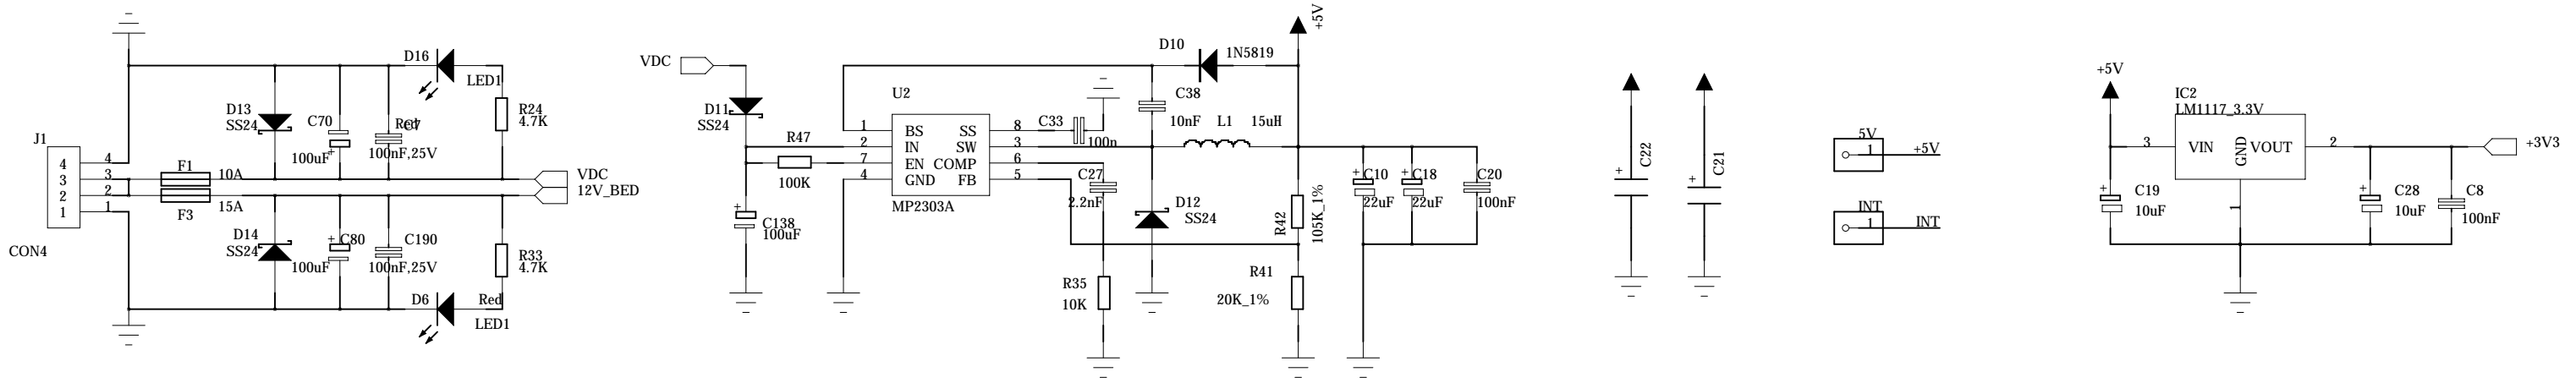 J1
4
3
2
1
CON4
4
3
2
1
F1
10A
F3
15A
D13
SS24
D14
SS24
C70
100uF
+
C7
Red
100nF,25V
+
C80
100uF
C190
100nF,25V
D16
LED1
R24
4.7K
R33
4.7K
D6
Red
LED1
VDC
12V_BED
VDC
D11
SS24
R47
100K
+
C138
100uF
U2
1
2
7
4
BS
IN
EN
GND
SS
SW
COMP
FB
8
3
6
5
MP2303A
C33
100n
C27
2.2nF
R35
10K
D10
1N5819
C38
10nF
L1
15uH
D12
SS24
+5V
R42
105K_1%
R41
20K_1%
+
C10
22uF
+
C18
22uF
C20
100nF
+
C22
+
C21
5V
1
+5V
INT
1
INT
+5V
IC2
LM1117_3.3V
3
VIN
GND
VOUT
2
1
+3V3
+
C19
10uF
+
C28
10uF
C8
100nF